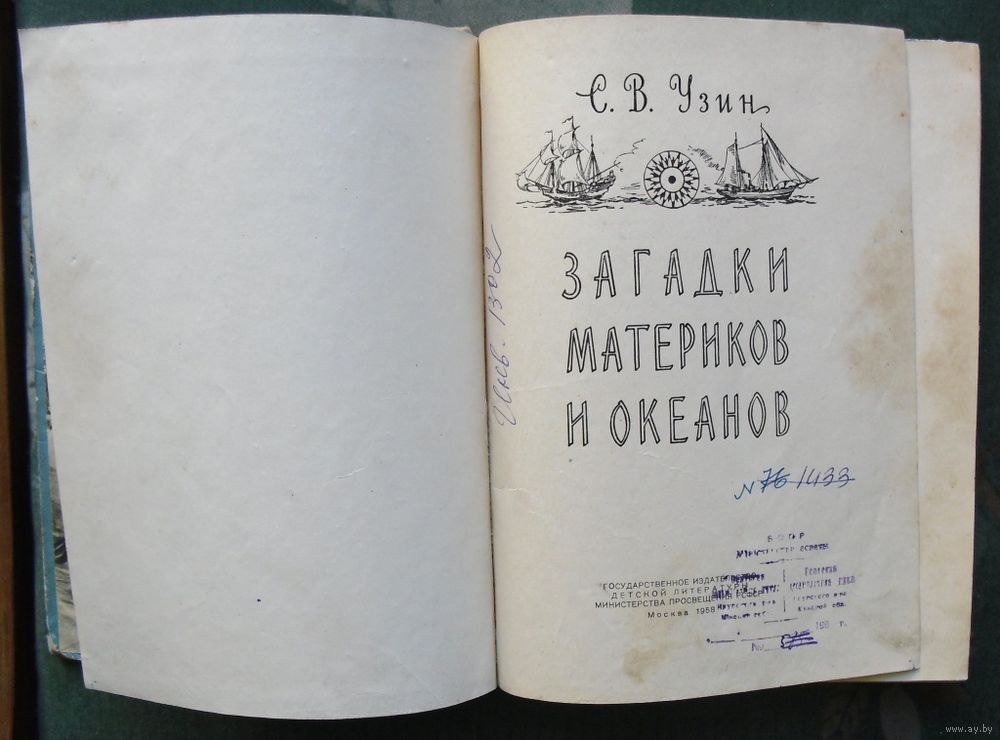 С. В. Узин
ЗАГАДКИ
МАТЕРИКОВ
И ОКЕАНОВ
Инв. 1302
N 76 1433
ГОСУДАРСТВЕННОЕ ИЗДАТЕЛЬСТВО
ДЕТСКОЙ ЛИТЕРАТУРЫ
МИНИСТЕРСТВА ПРОСВЕЩЕНИЯ РСФСР
Москва 1958
Б С С Р
196 г.
№
www.ay.by